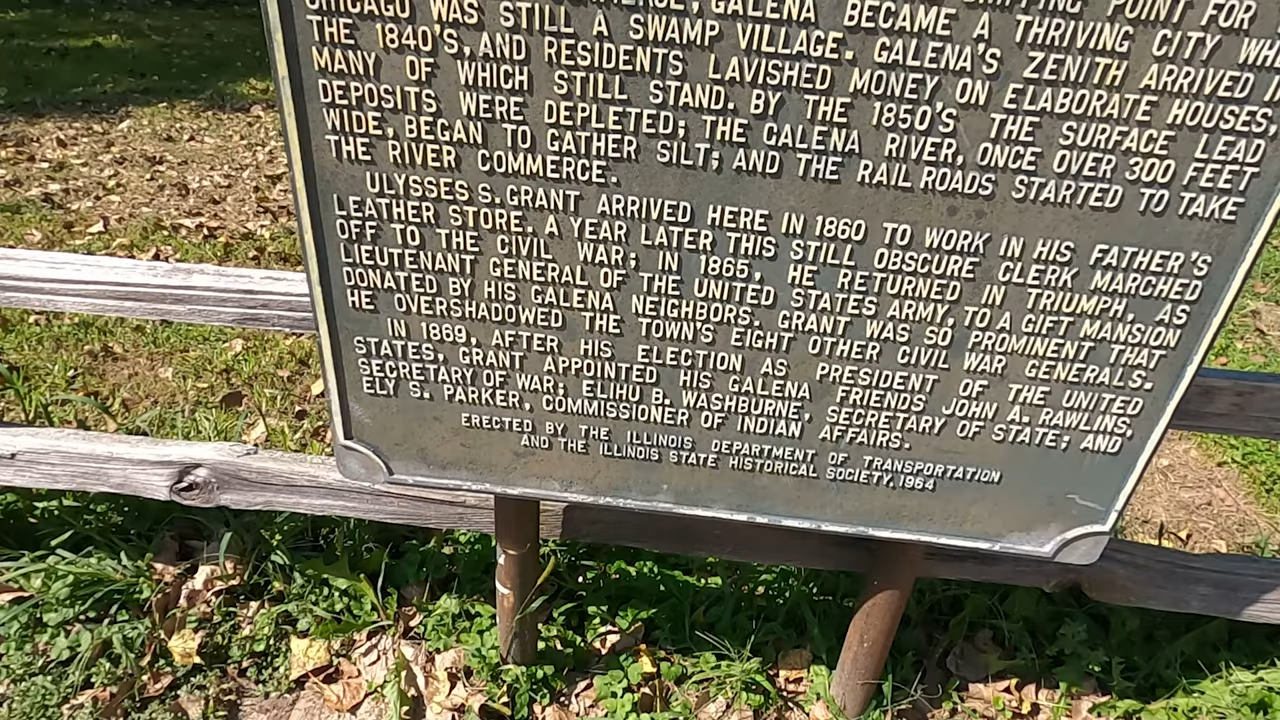 GALENA BECAME A THRIVING CITY
CHICAGO WAS STILL A SWAMP VILLAGE. GALENA'S ZENITH ARRIVED
THE 1840'S, AND RESIDENTS LAVISHED MONEY ON ELABORATE HOUSES,
MANY OF WHICH STILL STAND. BY THE 1850'S THE SURFACE LEAD
DEPOSITS WERE DEPLETED; THE GALENA RIVER, ONCE OVER 300 FEET
WIDE, BEGAN TO GATHER SILT; AND THE RAILROADS STARTED TO TAKE
THE RIVER COMMERCE.
ULYSSES S. GRANT ARRIVED HERE IN 1860 TO WORK IN HIS FATHER'S
LEATHER STORE. A YEAR LATER THIS STILL OBSCURE CLERK MARCHED
OFF TO THE CIVIL WAR; IN 1865, HE RETURNED IN TRIUMPH, AS
LIEUTENANT GENERAL OF THE UNITED STATES ARMY, TO A GIFT MANSION
DONATED BY HIS GALENA NEIGHBORS. GRANT WAS SO PROMINENT THAT
HE OVERSHADOWED THE TOWN'S EIGHT OTHER CIVIL WAR GENERALS.
IN 1869, AFTER HIS ELECTION AS PRESIDENT OF THE UNITED
STATES, GRANT APPOINTED HIS GALENA FRIENDS JOHN A. RAWLINS,
SECRETARY OF WAR; ELIHU B. WASHBURNE, SECRETARY OF STATE; AND
ELY S. PARKER, COMMISSIONER OF INDIAN AFFAIRS.
ERECTED BY THE ILLINOIS DEPARTMENT OF TRANSPORTATION
AND THE ILLINOIS STATE HISTORICAL SOCIETY, 1964